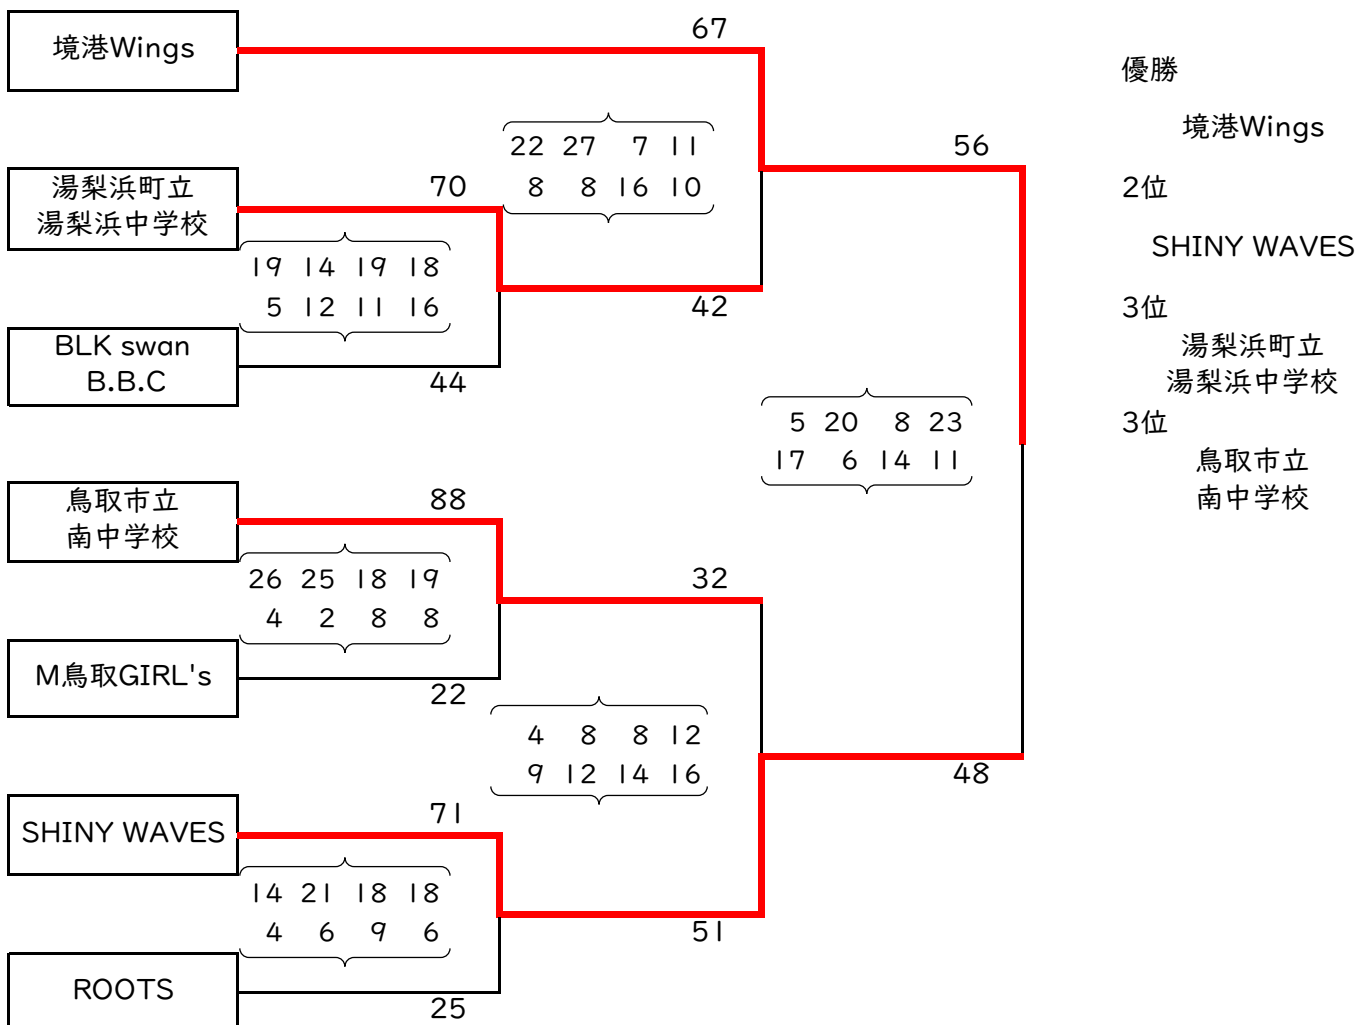 境港Wings
67
22 27 7 11
8 8 16 10
56
湯梨浜町立
湯梨浜中学校
70
19 14 19 18
5 12 11 16
42
BLK swan
B.B.C
44
5 20 8 23
17 6 14 11
鳥取市立
南中学校
88
26 25 18 19
4 2 8 8
32
M鳥取GIRL's
22
4 8 8 12
9 12 14 16
48
SHINY WAVES
71
14 21 18 18
4 6 9 6
51
ROOTS
25
優勝
境港Wings
2位
SHINY WAVES
3位
湯梨浜町立
湯梨浜中学校
3位
鳥取市立
南中学校